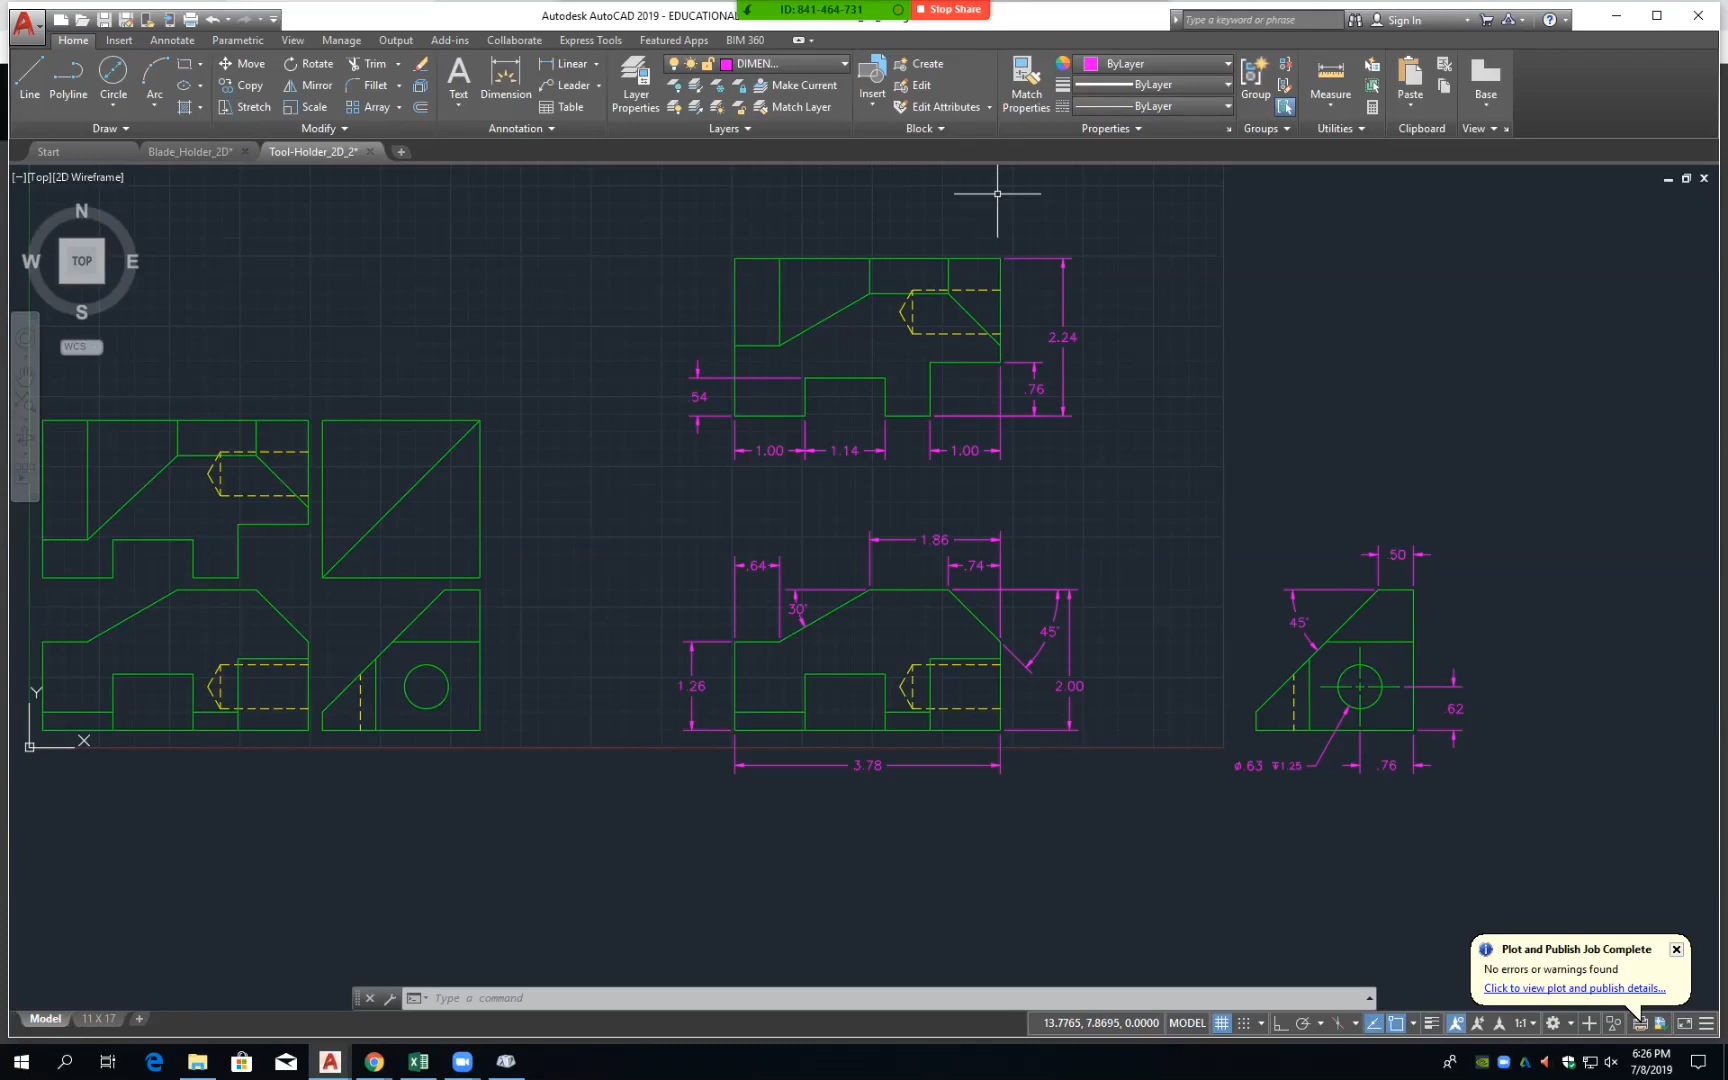 Autodesk AutoCAD 2019 - EDUCATIONAL
ID: 841-464-731
Stop Share
Type a keyword or phrase
Sign In
Home Insert Annotate Parametric View Manage Output Add-ins Collaborate Express Tools Featured Apps BIM 360
Line Polyline Circle Arc
Move Rotate Trim
Copy Mirror Fillet
Stretch Scale Array
Text Dimension
Linear
Leader
Table
Layer Properties
DIMEN...
Make Current
Match Layer
Insert
Create
Edit
Edit Attributes
Match Properties
ByLayer
ByLayer
ByLayer
Group Measure Paste Base
Draw Modify Annotation Layers Block Properties Groups Utilities Clipboard View
Start Blade_Holder_2D* Tool-Holder_2D_2*
[−][Top][2D Wireframe]
N
W TOP E
S
WCS
2.24
.76
.54
1.00 1.14 1.00
1.86
.64 .74
30°
45°
1.26
2.00
3.78
.50
45°
.62
Ø.63 ↧1.25
.76
Y
X
Plot and Publish Job Complete
No errors or warnings found
Click to view plot and publish details...
Type a command
Model 11 X 17
13.7765, 7.8695, 0.0000 MODEL 1:1
6:26 PM
7/8/2019